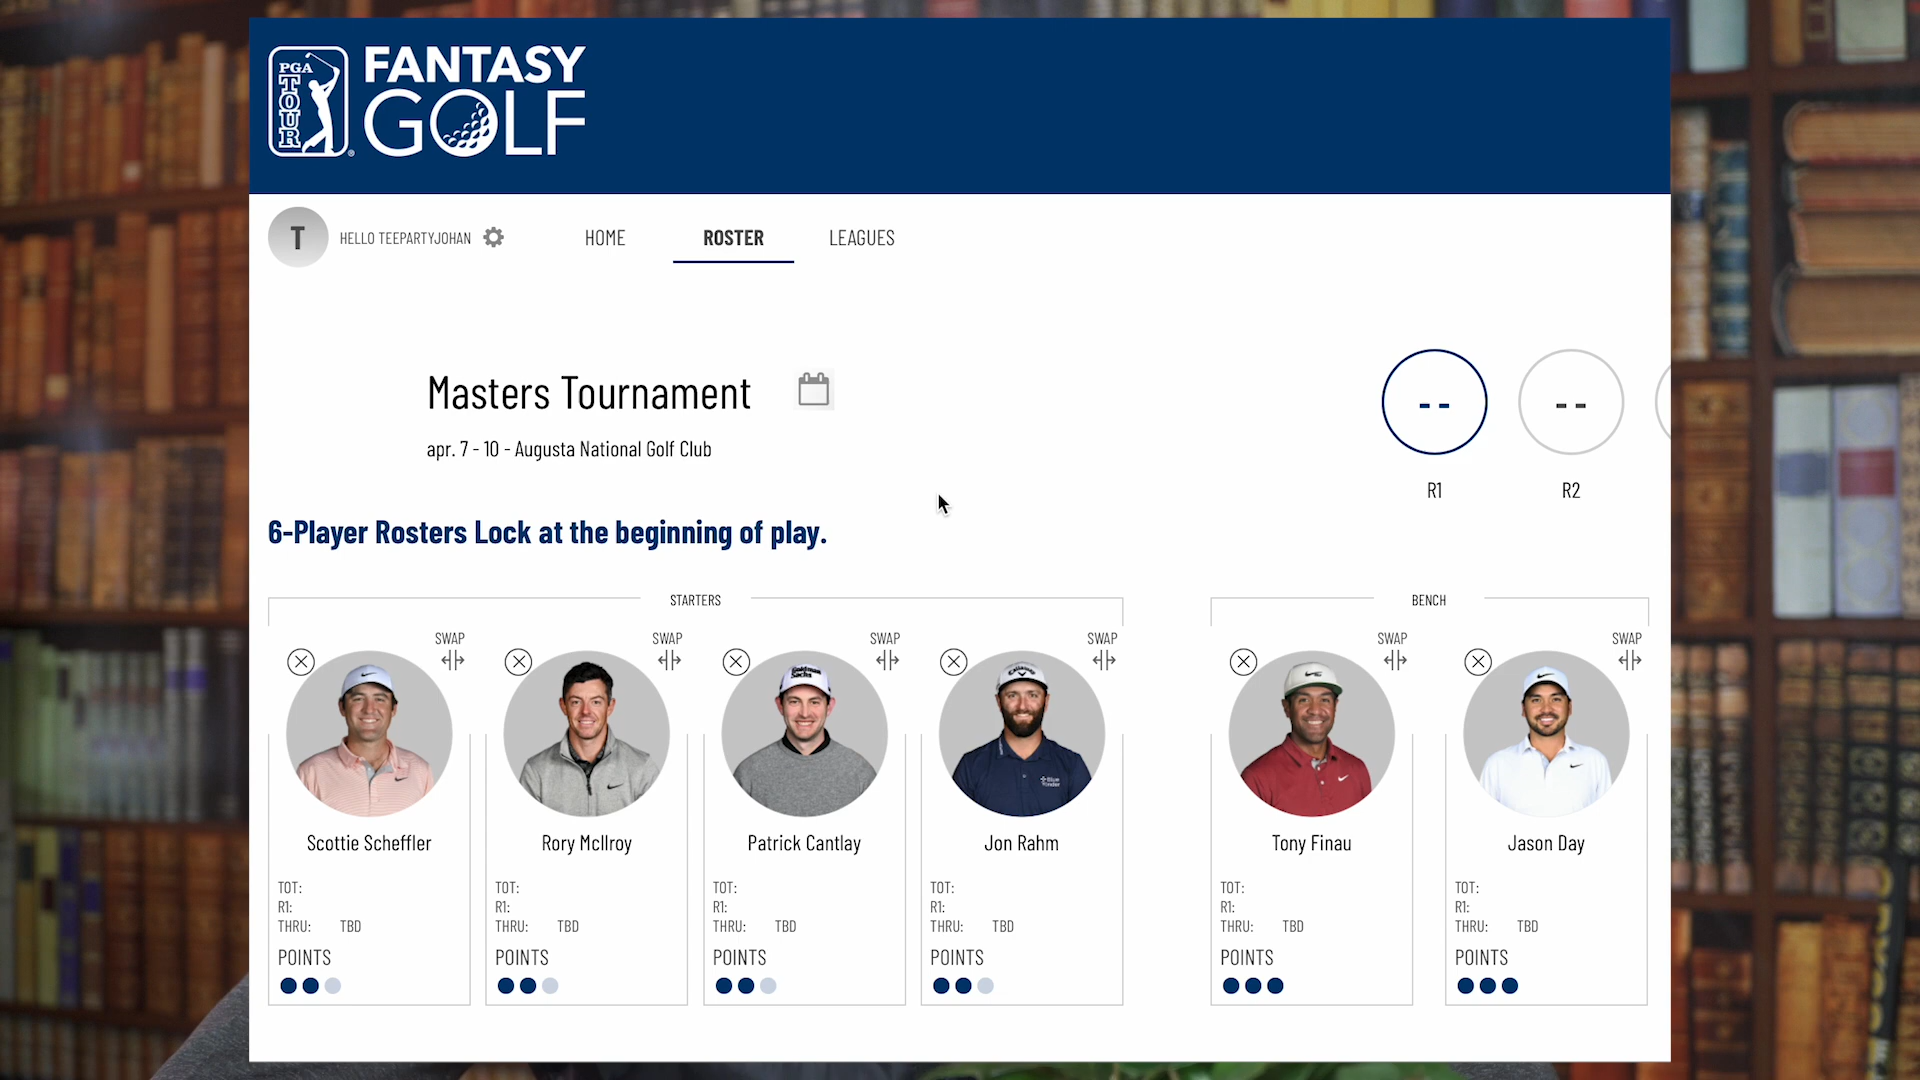 PGA
TOUR
FANTASY
GOLF
T
HELLO TEEPARTYJOHAN
HOME
ROSTER
LEAGUES
Masters Tournament
apr. 7 - 10 - Augusta National Golf Club
-- --
R1 R2
6-Player Rosters Lock at the beginning of play.
STARTERS
BENCH
SWAP SWAP SWAP SWAP SWAP SWAP
Goldman
Sachs
Callaway
Scottie Scheffler
Rory McIlroy
Patrick Cantlay
Jon Rahm
Tony Finau
Jason Day
TOT: TOT: TOT: TOT: TOT: TOT:
R1: R1: R1: R1: R1: R1:
THRU: TBD THRU: TBD THRU: TBD THRU: TBD THRU: TBD THRU: TBD
POINTS POINTS POINTS POINTS POINTS POINTS